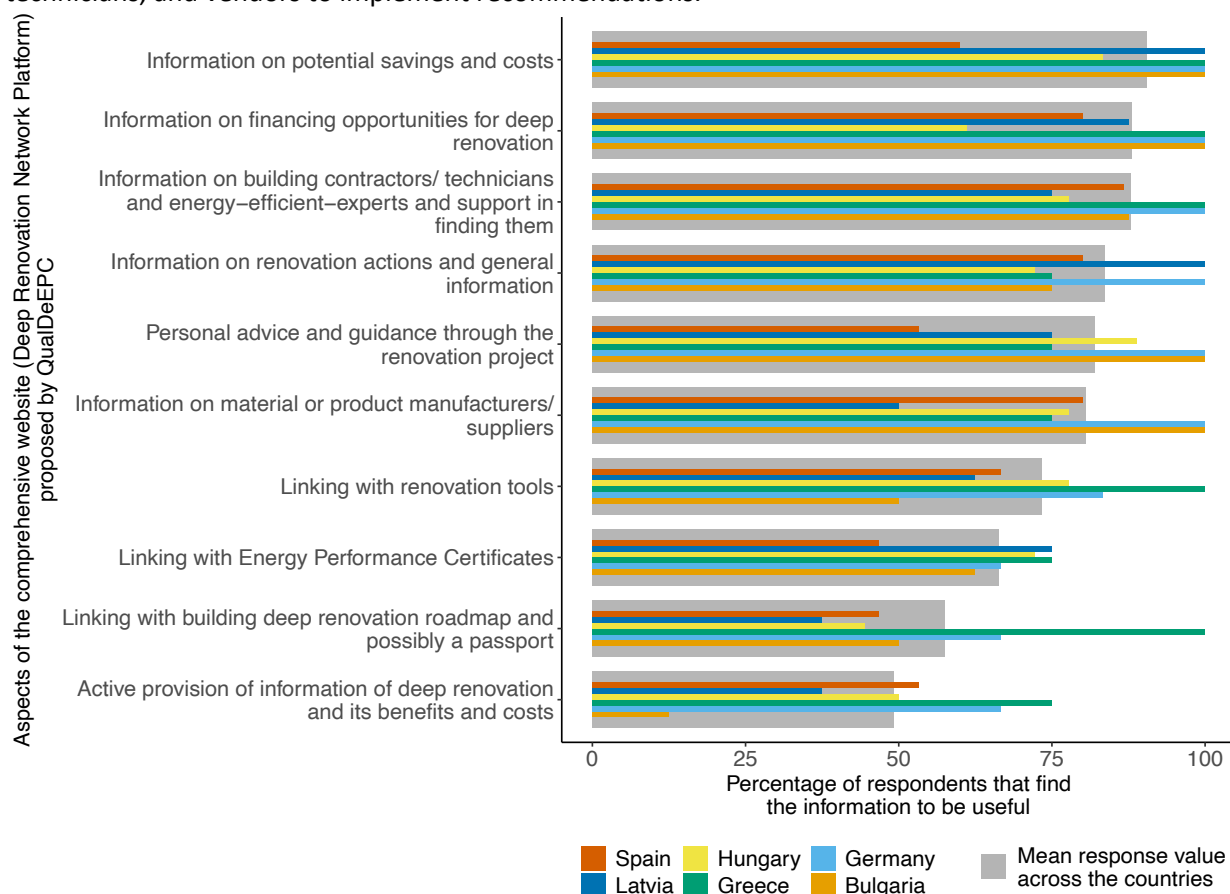 technicians, and vendors to implement recommendations.
Aspects of the comprehensive website (Deep Renovation Network Platform)
proposed by QualDeEPC
Information on potential savings and costs
Information on financing opportunities for deep
renovation
Information on building contractors/ technicians
and energy−efficient−experts and support in
finding them
Information on renovation actions and general
information
Personal advice and guidance through the
renovation project
Information on material or product manufacturers/
suppliers
Linking with renovation tools
Linking with Energy Performance Certificates
Linking with building deep renovation roadmap and
possibly a passport
Active provision of information of deep renovation
and its benefits and costs
0 25 50 75 100
Percentage of respondents that find
the information to be useful
Spain Hungary Germany
Latvia Greece Bulgaria
Mean response value
across the countries